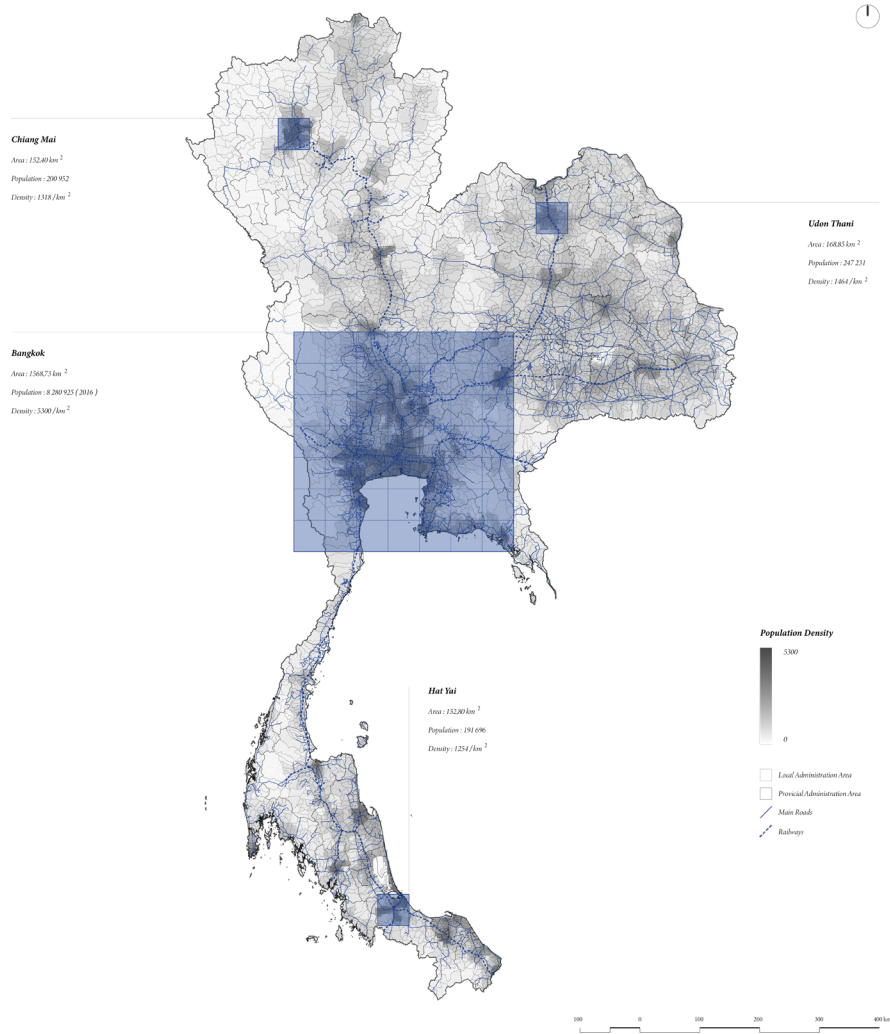 Chiang Mai
Area : 152,40 km 2
Population : 200 952
Density : 1318 / km 2
Udon Thani
Area : 168,85 km 2
Population : 247 231
Density : 1464 / km 2
Bangkok
Area : 1568,73 km 2
Population : 8 280 925 ( 2016 )
Density : 5300 / km 2
Hat Yai
Area : 152,80 km 2
Population : 191 696
Density : 1254 / km 2
Population Density
5300
0
Local Administration Area
Provicial Administration Area
Main Roads
Railways
100 0 100 200 300 400 km